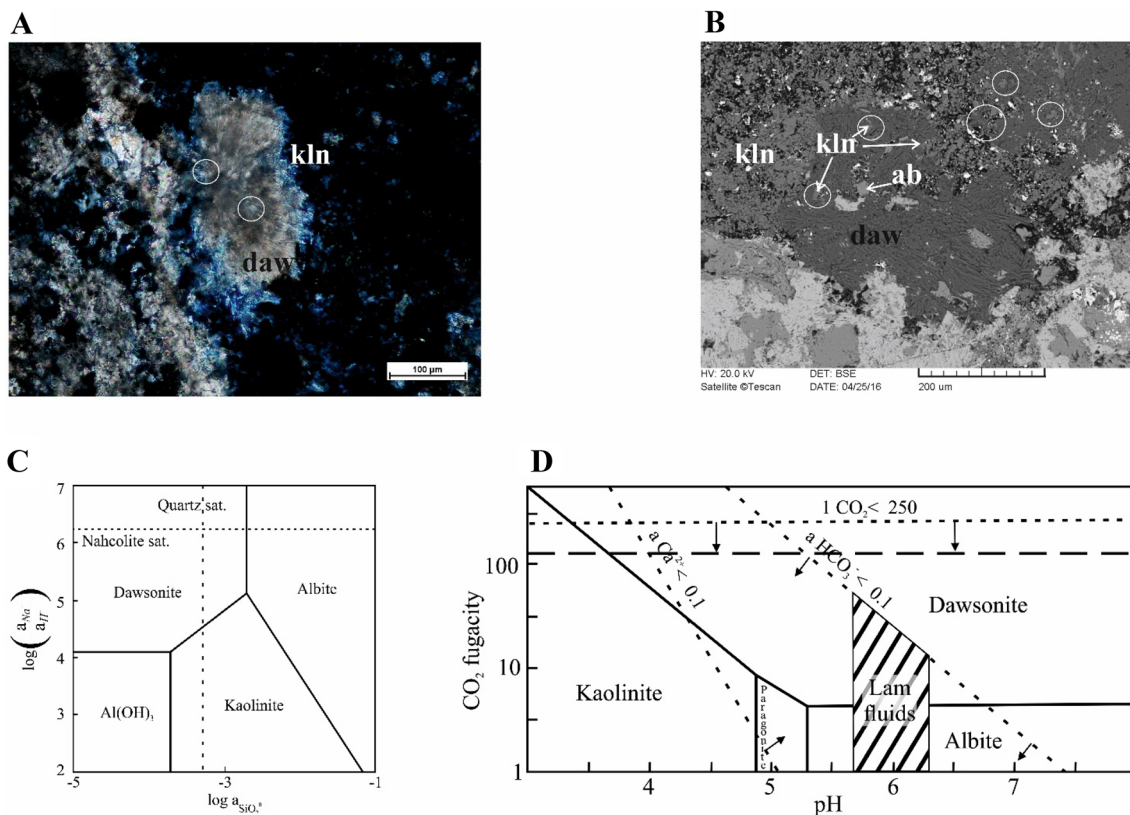 A
kln
daw
100 µm
B
kln
kln
ab
daw
HV: 20.0 kV DET: BSE
Satellite ©Tescan DATE: 04/25/16 200 um
C
7
6
5
4
3
2
Quartz sat.
Nahcolite sat.
Dawsonite
Albite
Al(OH)₃
Kaolinite
log (aNa/aH)
-5 -3 -1
log aSiO₂°
D
100
10
1
CO₂ fugacity
1 CO₂< 250
a Ca²⁺< 0.1
a HCO₃⁻< 0.1
Dawsonite
Kaolinite
Paragonite
Lam
fluids
Albite
4 5 6 7
pH